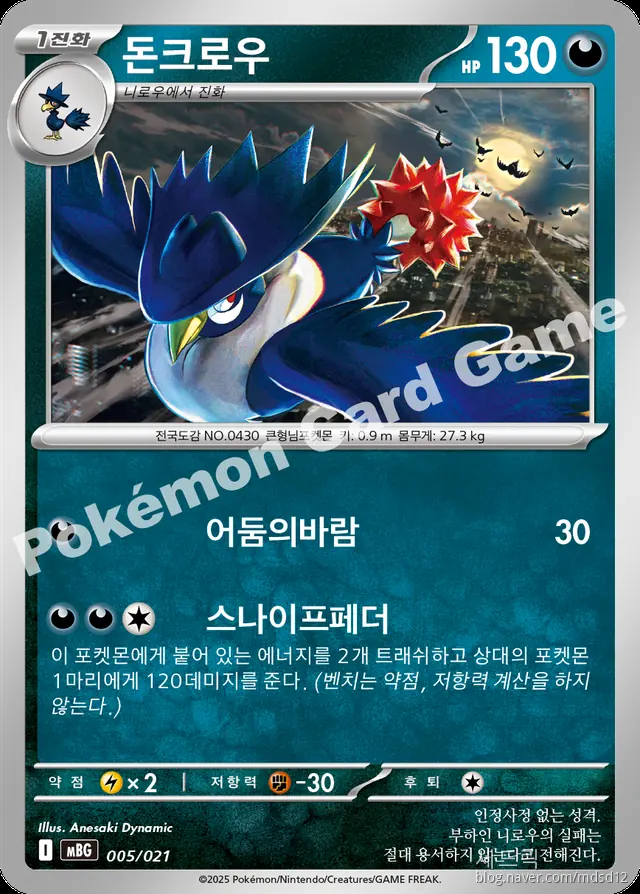 1진화
돈크로우
HP 130
니로우에서 진화
전국도감 NO.0430 큰형님포켓몬 키: 0.9 m 몸무게: 27.3 kg
Pokémon Card Game
어둠의바람 30
스나이프페더
이 포켓몬에게 붙어 있는 에너지를 2개 트래쉬하고 상대의 포켓몬
1마리에게 120데미지를 준다. (벤치는 약점, 저항력 계산을 하지
않는다.)
약점 ×2 저항력 -30 후퇴
Illus. Anesaki Dynamic
인정사정 없는 성격.
부하인 니로우의 실패는
절대 용서하지 않는다고 전해진다.
I mBG 005/021
blog.naver.com/mdsd12
©2025 Pokémon/Nintendo/Creatures/GAME FREAK.